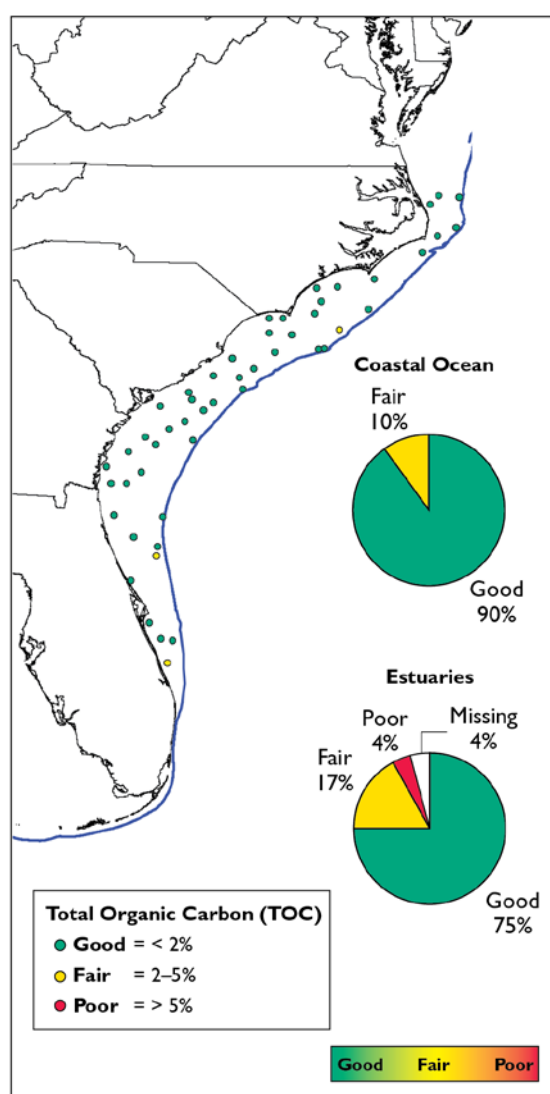 Coastal Ocean
Fair
10%
Good
90%
Estuaries
Poor
4%
Missing
4%
Fair
17%
Good
75%
Total Organic Carbon (TOC)
Good = < 2%
Fair = 2–5%
Poor = > 5%
Good Fair Poor